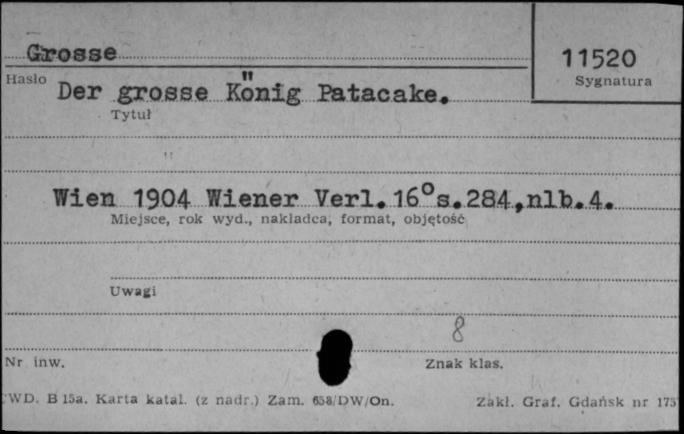 Grosse
11520
Hasło
Sygnatura
Der grosse König Patacake.
Tytuł
Wien 1904 Wiener Verl. 16° s. 284, nlb. 4.
Miejsce, rok wyd., nakładca, format, objętość
Uwagi
8
Nr inw.
Znak klas.
WD. B 15a. Karta katal. (z nadr.) Zam. 658/DW/On.
Zakł. Graf. Gdańsk nr 175